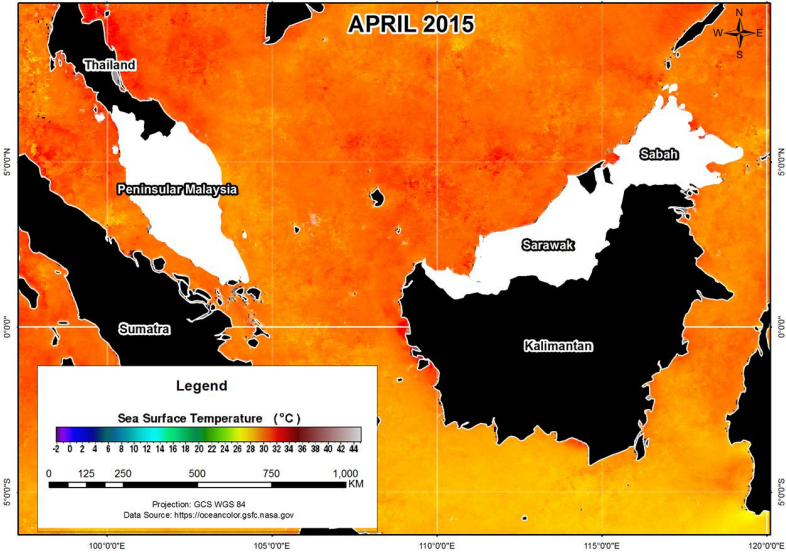 APRIL 2015
N
W E
S
Thailand
Sabah
Peninsular Malaysia
Sarawak
Sumatra
Kalimantan
5°0'0"N
0°0'0"
5°0'0"S
5°0'0"N
0°0'0"
5°0'0"S
Legend
Sea Surface Temperature (°C)
-2 0 2 4 6 8 10 12 14 16 18 20 22 24 26 28 30 32 34 36 38 40 42 44
0 125 250 500 750 1,000
KM
Projection: GCS WGS 84
Data Source: https://oceancolor.gsfc.nasa.gov
100°0'0"E 105°0'0"E 110°0'0"E 115°0'0"E 120°0'0"E